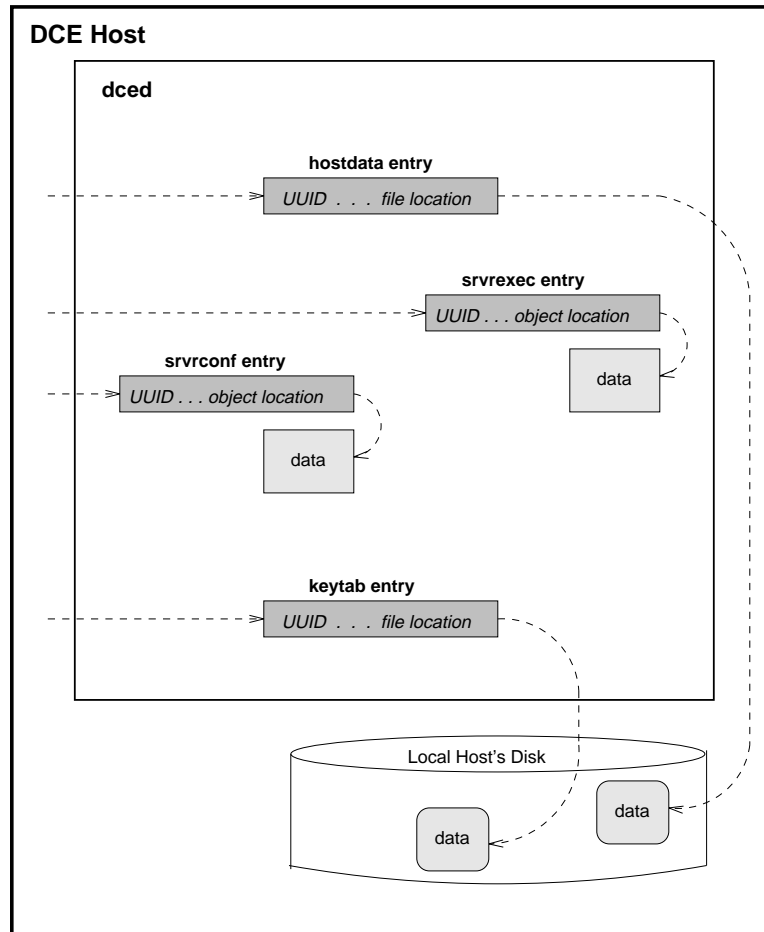 DCE Host
dced
hostdata entry
UUID . . . file location
srvrexec entry
UUID . . . object location
data
srvrconf entry
UUID . . . object location
data
keytab entry
UUID . . . file location
Local Host's Disk
data
data